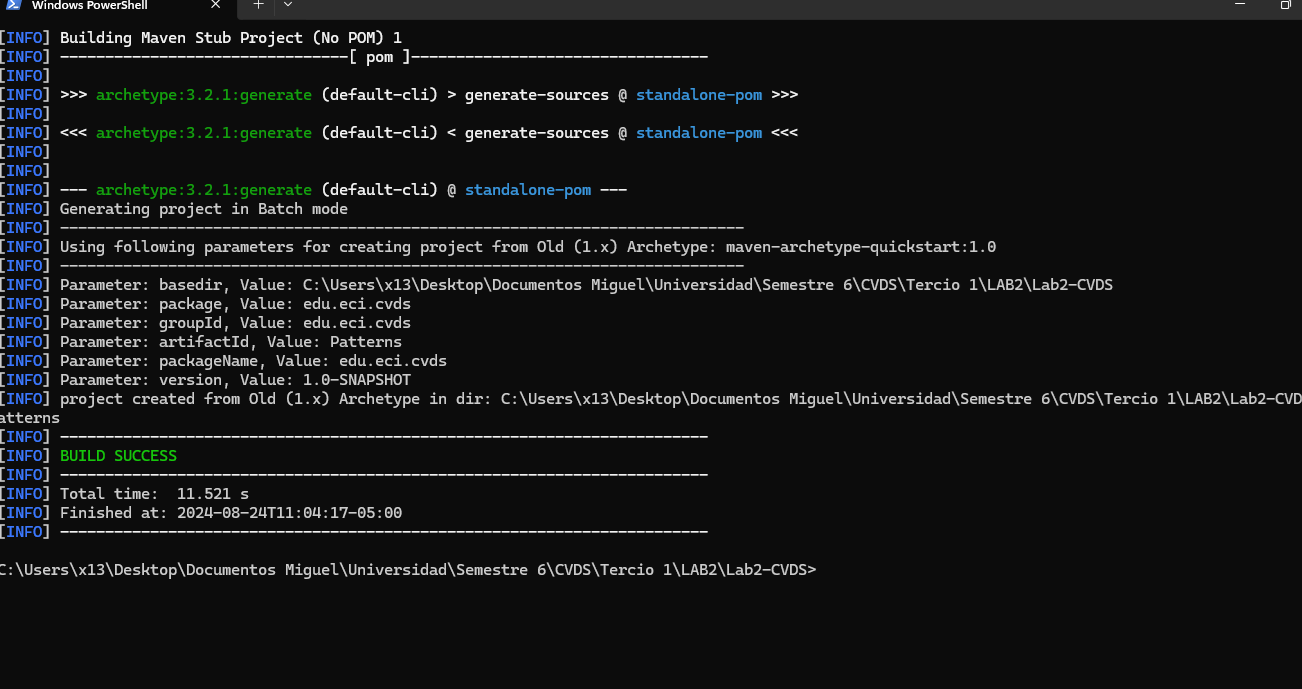 Windows PowerShell
[INFO] Building Maven Stub Project (No POM) 1
[INFO] --------------------------------[ pom ]---------------------------------
[INFO]
[INFO] >>> archetype:3.2.1:generate (default-cli) > generate-sources @ standalone-pom >>>
[INFO]
[INFO] <<< archetype:3.2.1:generate (default-cli) < generate-sources @ standalone-pom <<<
[INFO]
[INFO]
[INFO] --- archetype:3.2.1:generate (default-cli) @ standalone-pom ---
[INFO] Generating project in Batch mode
[INFO] ----------------------------------------------------------------------------
[INFO] Using following parameters for creating project from Old (1.x) Archetype: maven-archetype-quickstart:1.0
[INFO] ----------------------------------------------------------------------------
[INFO] Parameter: basedir, Value: C:\Users\x13\Desktop\Documentos Miguel\Universidad\Semestre 6\CVDS\Tercio 1\LAB2\Lab2-CVDS
[INFO] Parameter: package, Value: edu.eci.cvds
[INFO] Parameter: groupId, Value: edu.eci.cvds
[INFO] Parameter: artifactId, Value: Patterns
[INFO] Parameter: packageName, Value: edu.eci.cvds
[INFO] Parameter: version, Value: 1.0-SNAPSHOT
[INFO] project created from Old (1.x) Archetype in dir: C:\Users\x13\Desktop\Documentos Miguel\Universidad\Semestre 6\CVDS\Tercio 1\LAB2\Lab2-CVD
atterns
[INFO] ------------------------------------------------------------------------
[INFO] BUILD SUCCESS
[INFO] ------------------------------------------------------------------------
[INFO] Total time:  11.521 s
[INFO] Finished at: 2024-08-24T11:04:17-05:00
[INFO] ------------------------------------------------------------------------
C:\Users\x13\Desktop\Documentos Miguel\Universidad\Semestre 6\CVDS\Tercio 1\LAB2\Lab2-CVDS>